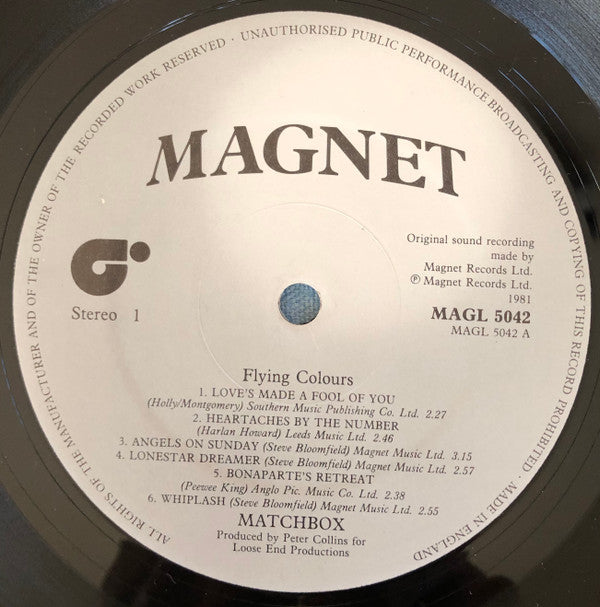 ALL RIGHTS OF THE MANUFACTURER AND OF THE OWNER OF THE RECORDED WORK RESERVED · UNAUTHORISED PUBLIC PERFORMANCE BROADCASTING AND COPYING OF THIS RECORD PROHIBITED · MADE IN ENGLAND
MAGNET
Original sound recording
made by
Magnet Records Ltd.
℗ Magnet Records Ltd.
1981
Stereo 1
MAGL 5042
MAGL 5042 A
Flying Colours
1. LOVE'S MADE A FOOL OF YOU
(Holly/Montgomery) Southern Music Publishing Co. Ltd. 2.27
2. HEARTACHES BY THE NUMBER
(Harlan Howard) Leeds Music Ltd. 2.46
3. ANGELS ON SUNDAY (Steve Bloomfield) Magnet Music Ltd. 3.15
4. LONESTAR DREAMER (Steve Bloomfield) Magnet Music Ltd. 2.57
5. BONAPARTE'S RETREAT
(Peewee King) Anglo Pic. Music Co. Ltd. 2.38
6. WHIPLASH (Steve Bloomfield) Magnet Music Ltd. 2.55
MATCHBOX
Produced by Peter Collins for
Loose End Productions